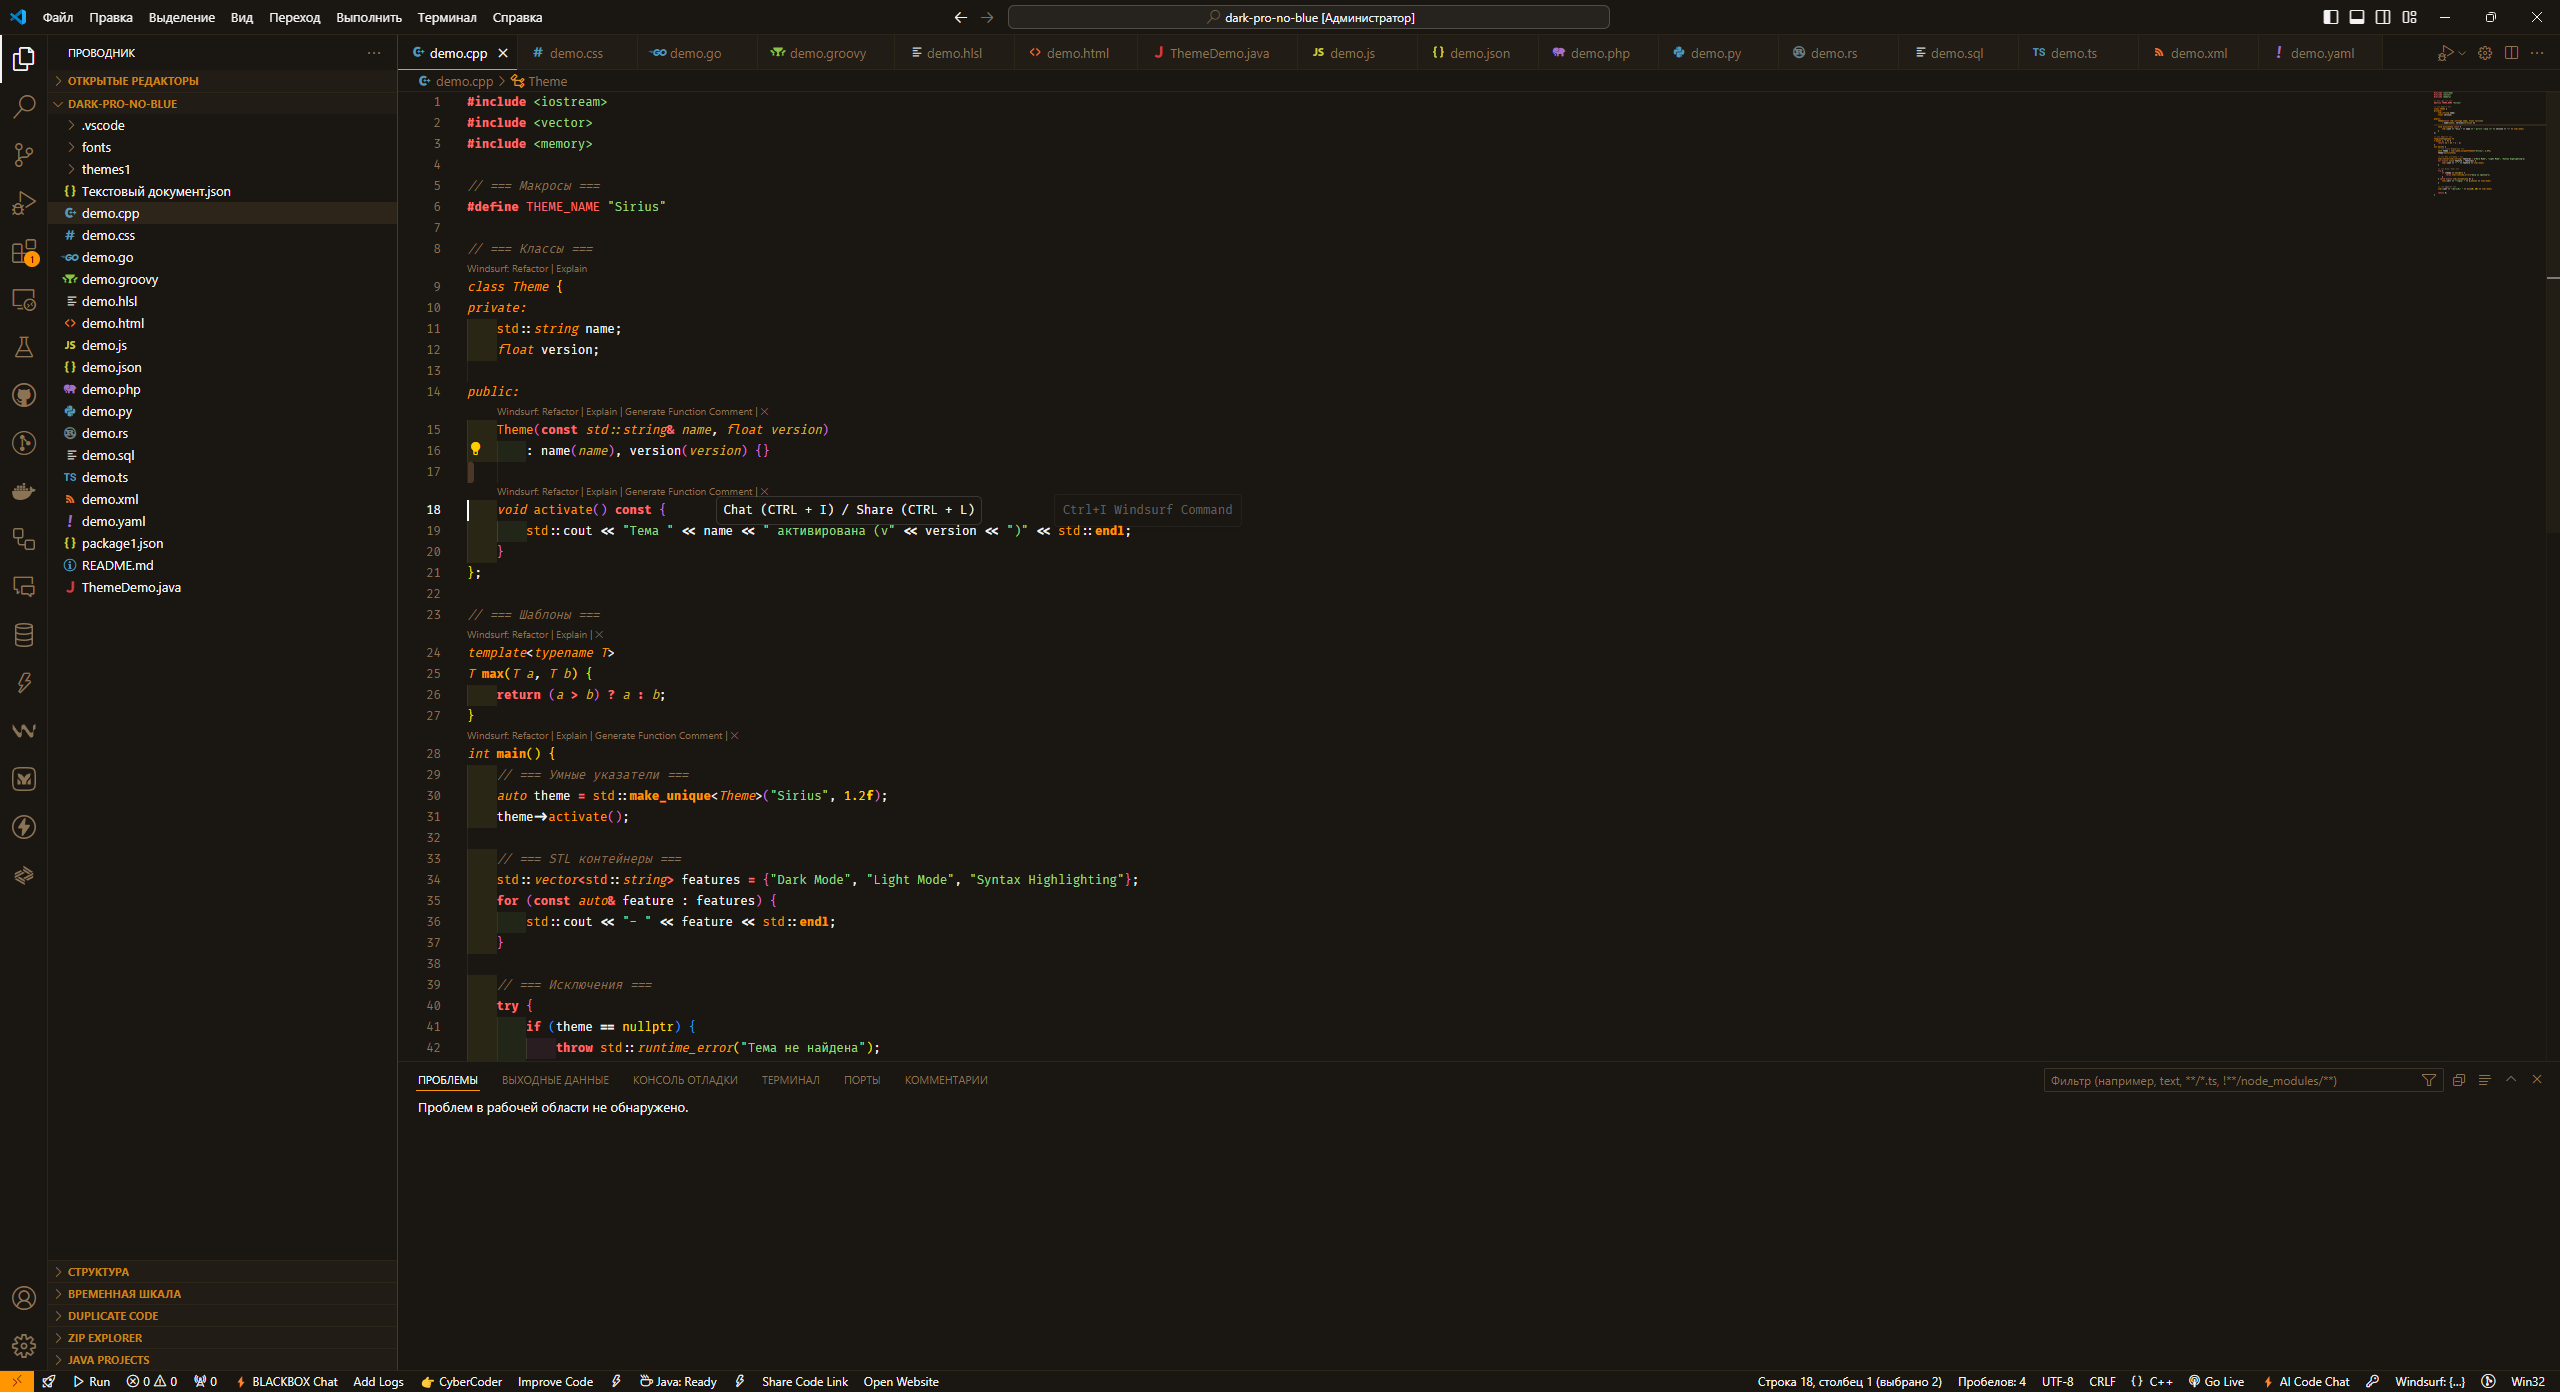 Файл Правка Выделение Вид Переход Выполнить Терминал Справка
dark-pro-no-blue [Администратор]
ПРОВОДНИК
ОТКРЫТЫЕ РЕДАКТОРЫ
DARK-PRO-NO-BLUE
.vscode
fonts
themes1
Текстовый документ.json
demo.cpp
demo.css
demo.go
demo.groovy
demo.hlsl
demo.html
demo.js
demo.json
demo.php
demo.py
demo.rs
demo.sql
demo.ts
demo.xml
demo.yaml
package1.json
README.md
ThemeDemo.java
СТРУКТУРА
ВРЕМЕННАЯ ШКАЛА
DUPLICATE CODE
ZIP EXPLORER
JAVA PROJECTS
demo.cpp demo.css demo.go demo.groovy demo.hlsl demo.html ThemeDemo.java demo.js demo.json demo.php demo.py demo.rs demo.sql demo.ts demo.xml demo.yaml
demo.cpp > Theme
1 #include <iostream>
2 #include <vector>
3 #include <memory>
4
5 // === Макросы ===
6 #define THEME_NAME "Sirius"
7
8 // === Классы ===
Windsurf: Refactor | Explain
9 class Theme {
10 private:
11 std::string name;
12 float version;
13
14 public:
Windsurf: Refactor | Explain | Generate Function Comment | ×
15 Theme(const std::string& name, float version)
16 : name(name), version(version) {}
17
Windsurf: Refactor | Explain | Generate Function Comment | ×
18 void activate() const { Chat (CTRL + I) / Share (CTRL + L) Ctrl+I Windsurf Command
19 std::cout << "Тема " << name << " активирована (v" << version << ")" << std::endl;
20 }
21 };
22
23 // === Шаблоны ===
Windsurf: Refactor | Explain | ×
24 template<typename T>
25 T max(T a, T b) {
26 return (a > b) ? a : b;
27 }
Windsurf: Refactor | Explain | Generate Function Comment | ×
28 int main() {
29 // === Умные указатели ===
30 auto theme = std::make_unique<Theme>("Sirius", 1.2f);
31 theme->activate();
32
33 // === STL контейнеры ===
34 std::vector<std::string> features = {"Dark Mode", "Light Mode", "Syntax Highlighting"};
35 for (const auto& feature : features) {
36 std::cout << "- " << feature << std::endl;
37 }
38
39 // === Исключения ===
40 try {
41 if (theme == nullptr) {
42 throw std::runtime_error("Тема не найдена");
ПРОБЛЕМЫ ВЫХОДНЫЕ ДАННЫЕ КОНСОЛЬ ОТЛАДКИ ТЕРМИНАЛ ПОРТЫ КОММЕНТАРИИ
Фильтр (например, text, **/*.ts, !**/node_modules/**)
Проблем в рабочей области не обнаружено.
Run 0 0 0 BLACKBOX Chat Add Logs CyberCoder Improve Code Java: Ready Share Code Link Open Website
Строка 18, столбец 1 (выбрано 2) Пробелов: 4 UTF-8 CRLF {} C++ Go Live AI Code Chat Windsurf: {...} Win32